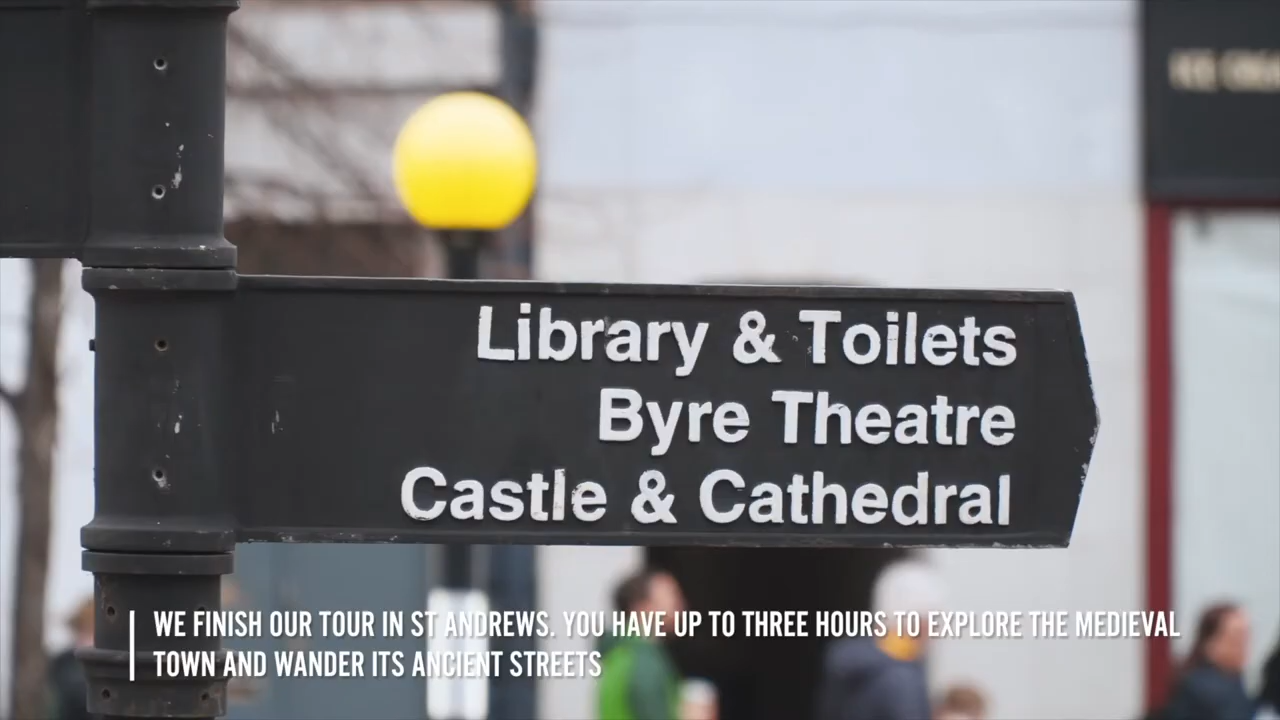 Library & Toilets
Byre Theatre
Castle & Cathedral
WE FINISH OUR TOUR IN ST ANDREWS. YOU HAVE UP TO THREE HOURS TO EXPLORE THE MEDIEVAL
TOWN AND WANDER ITS ANCIENT STREETS